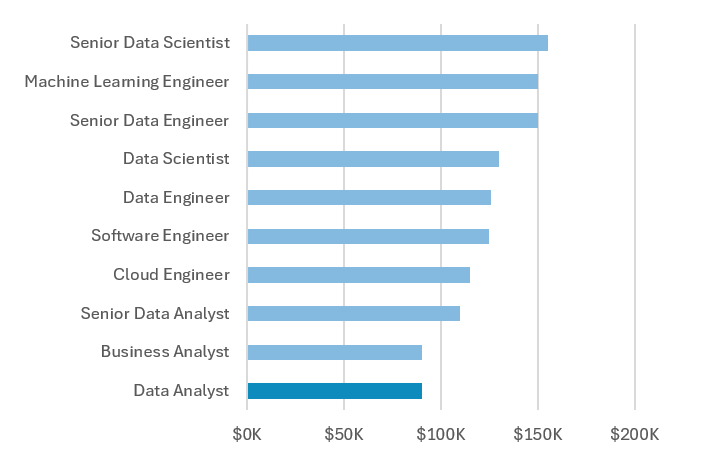 Senior Data Scientist
Machine Learning Engineer
Senior Data Engineer
Data Scientist
Data Engineer
Software Engineer
Cloud Engineer
Senior Data Analyst
Business Analyst
Data Analyst
$0K $50K $100K $150K $200K